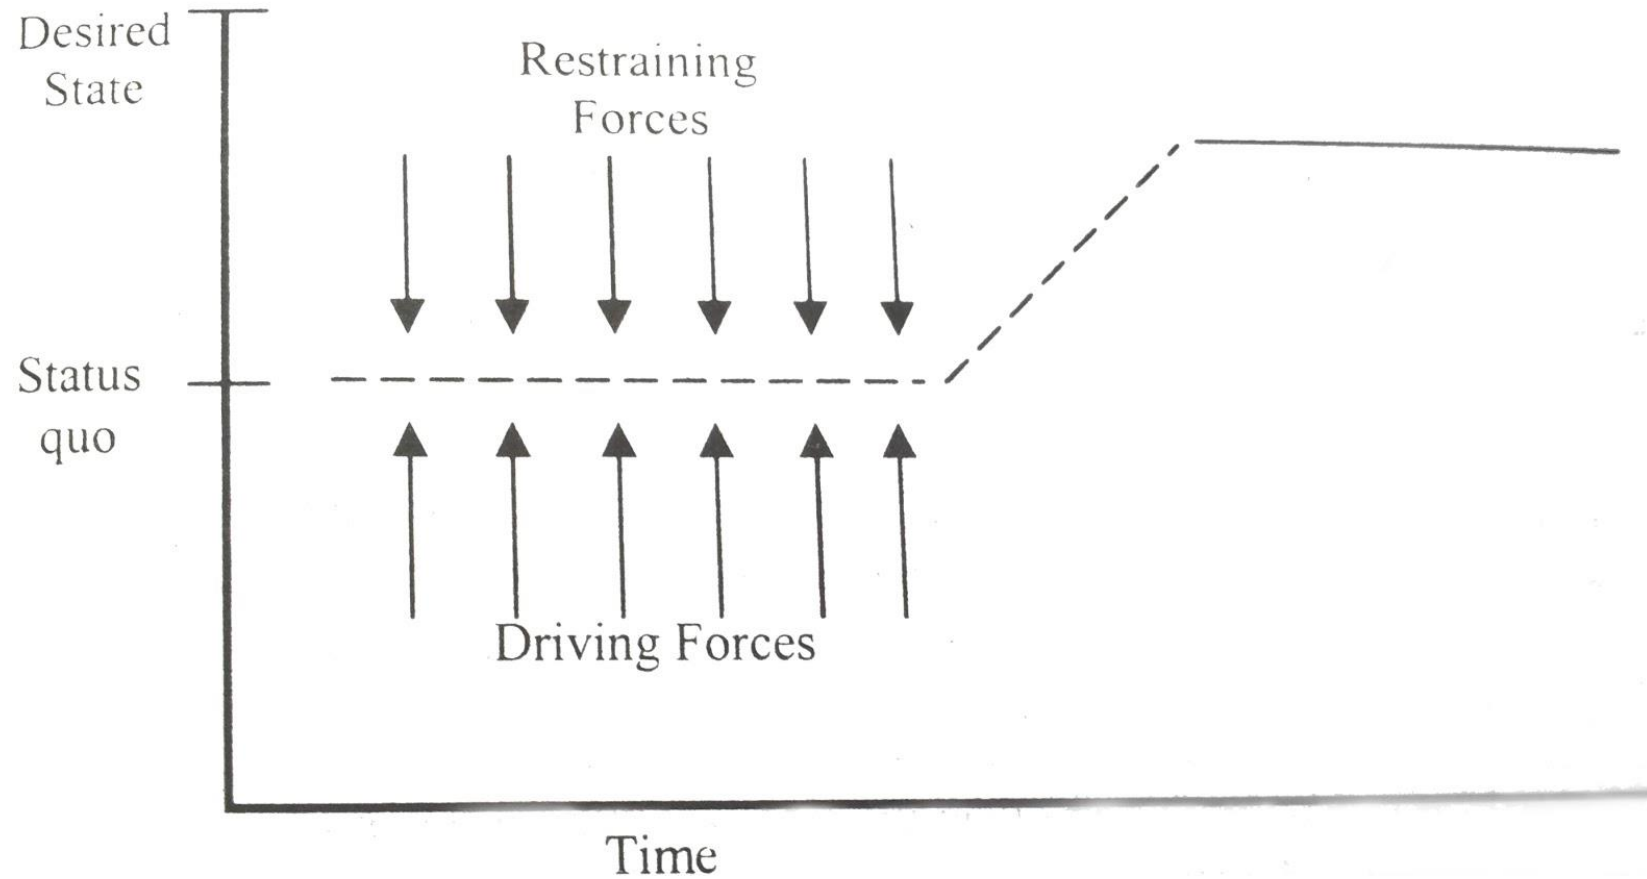 Desired
State
Restraining
Forces
Status
quo
Driving Forces
Time